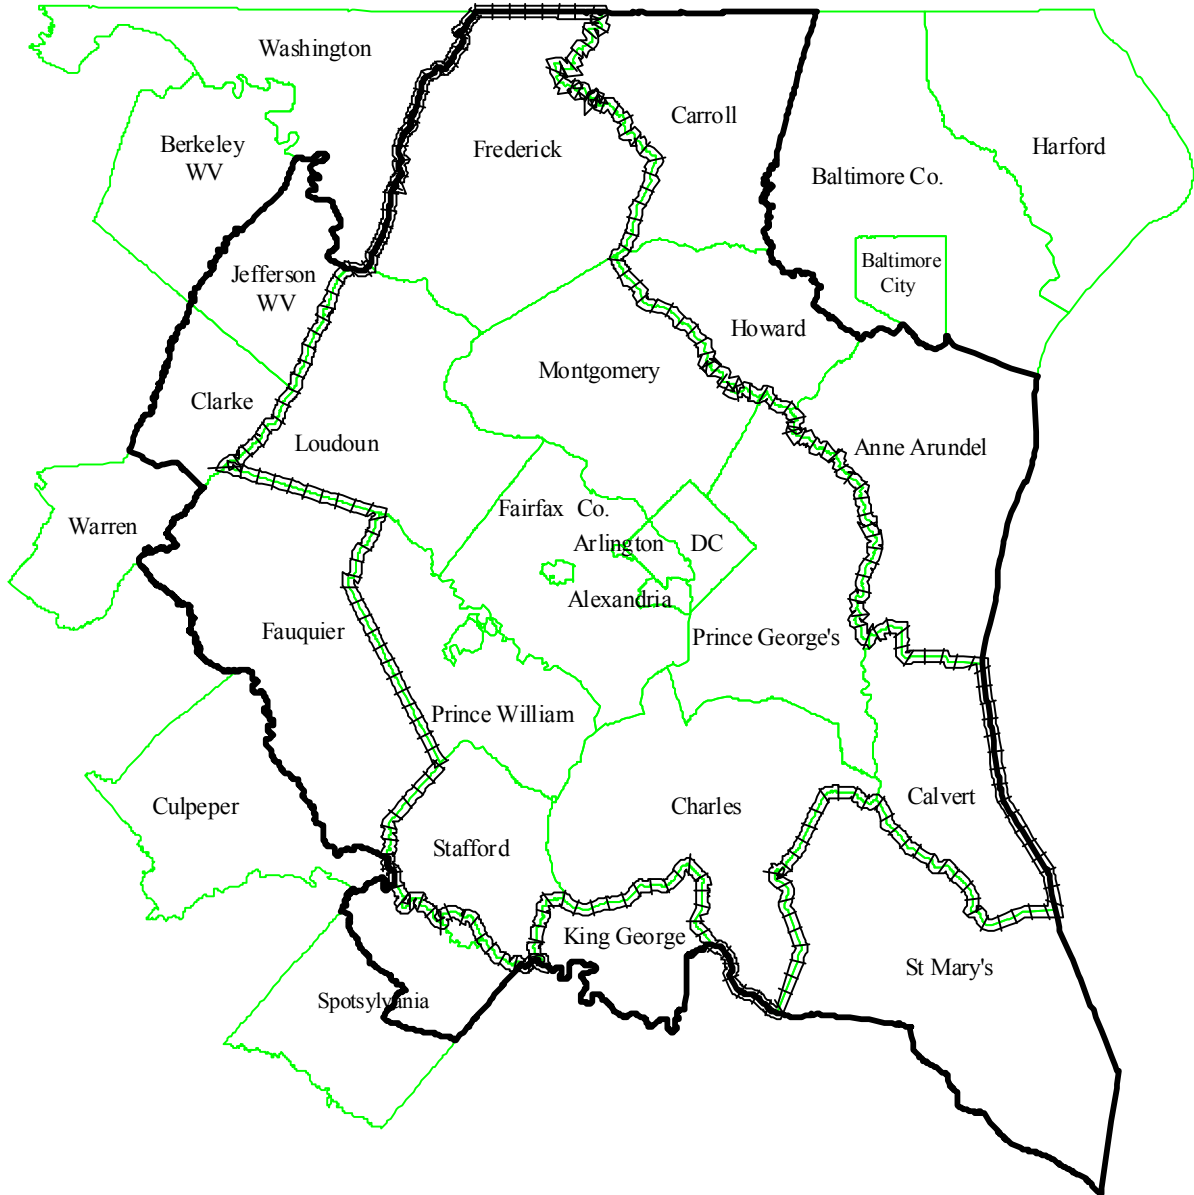 Washington
Carroll
Berkeley
WV
Frederick
Harford
Baltimore Co.
Baltimore
City
Jefferson
WV
Howard
Montgomery
Clarke
Loudoun
Anne Arundel
Fairfax Co.
Warren
Arlington
DC
Alexandria
Fauquier
Prince George's
Prince William
Culpeper
Charles
Calvert
Stafford
King George
St Mary's
Spotsylvania